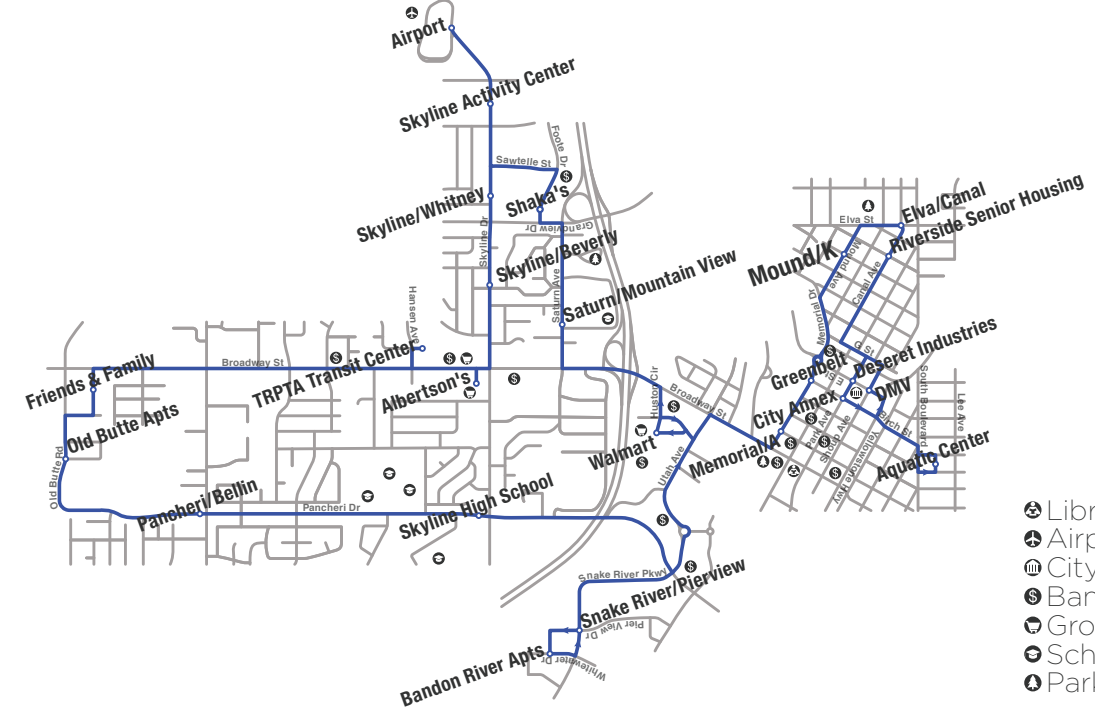 Airport
Skyline Activity Center
Foote Dr
Sawtelle St
Shaka's
Skyline/Whitney
Grandview Dr
Skyline Dr
Skyline/Beverly
Saturn Ave
Saturn/Mountain View
Hansen Ave
Elva St
Elva/Canal
Riverside Senior Housing
Mound/K
Mound Ave
Canal Ave
Memorial Dr
G St
Deseret Industries
Greenbelt
E St
DMV
City Annex
Park Ave
Shoup Ave
Yellowstone Hwy
Birch St
South Boulevard
Lee Ave
Aquatic Center
Memorial/A
Broadway St
Friends & Family
TRPTA Transit Center
Albertson's
Huston Cir
Broadway St
Walmart
Utah Ave
Old Butte Apts
Old Butte Rd
Pancheri/Bellin
Pancheri Dr
Skyline High School
Snake River Pkwy
Snake River/Pierview
Pier View Dr
Bandon River Apts
Whitewater Dr
Libr
Airp
City
Ban
Gro
Sch
Park